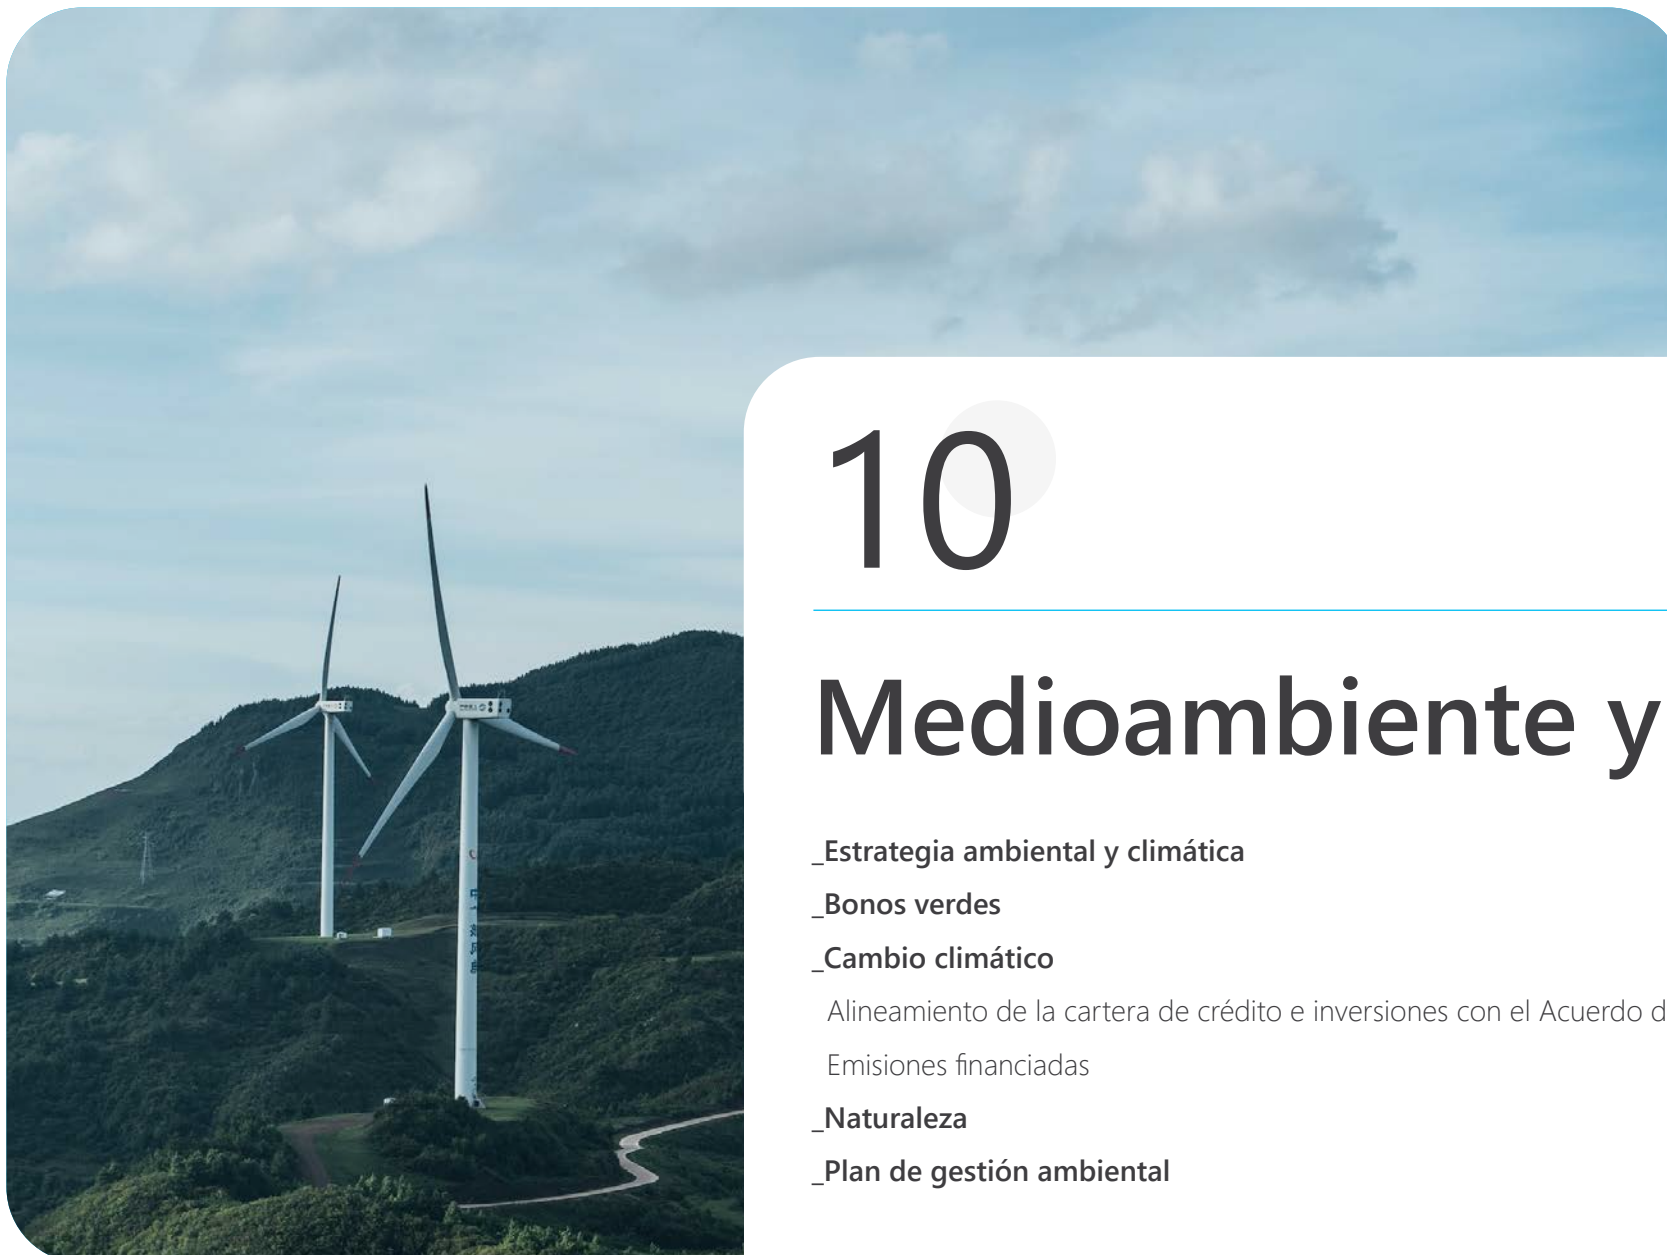 10
Medioambiente y
_Estrategia ambiental y climática
_Bonos verdes
_Cambio climático
Alineamiento de la cartera de crédito e inversiones con el Acuerdo d
Emisiones financiadas
_Naturaleza
_Plan de gestión ambiental